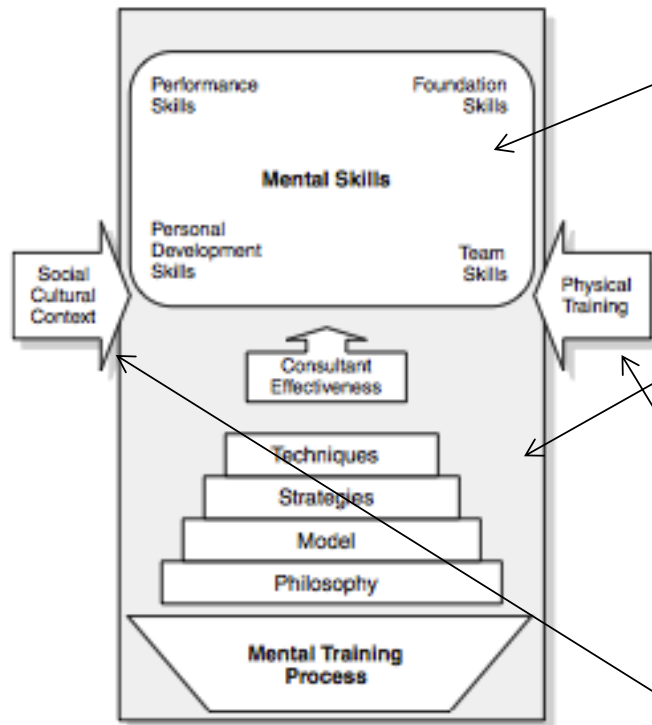 Performance
Skills
Foundation
Skills
Mental Skills
Personal
Development
Skills
Team
Skills
Social
Cultural
Context
Physical
Training
Consultant
Effectiveness
Techniques
Strategies
Model
Philosophy
Mental Training
Process